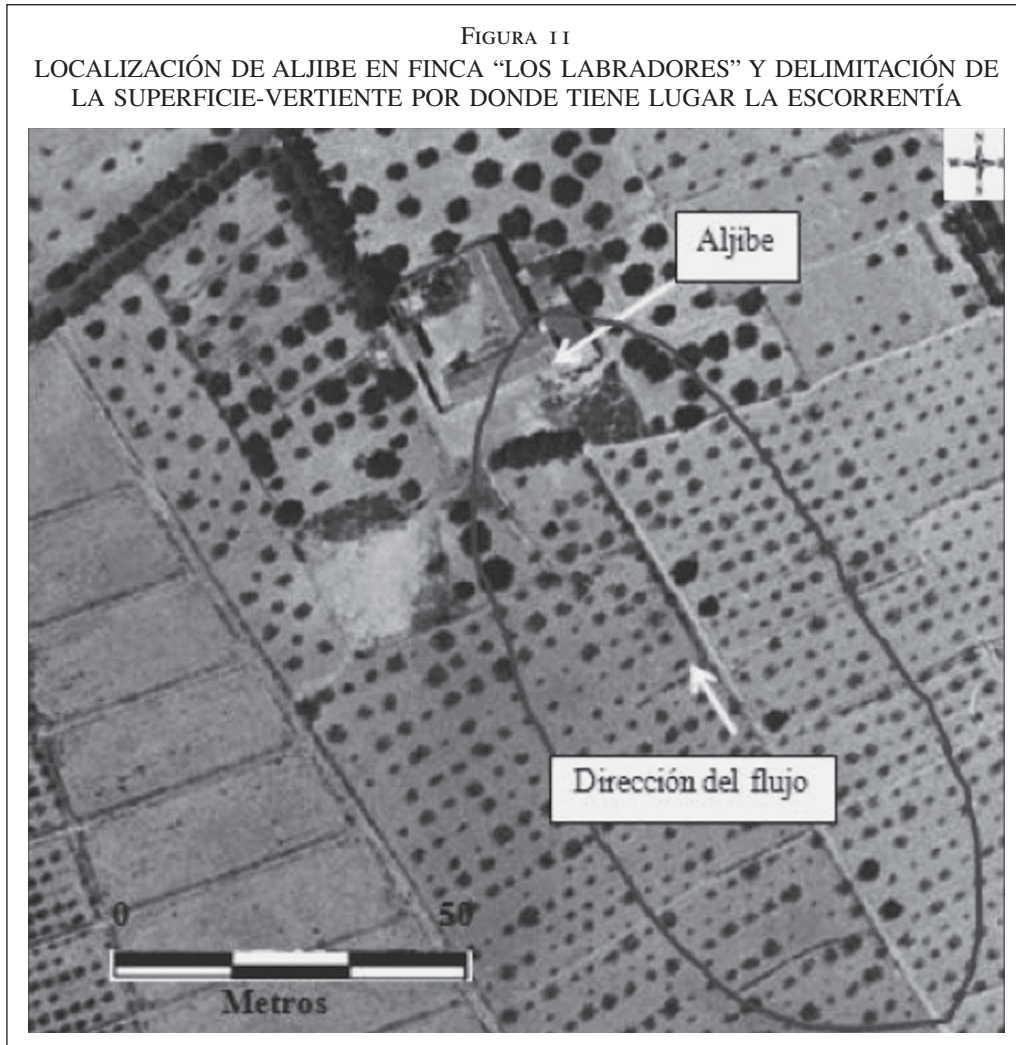 FIGURA 11
LOCALIZACIÓN DE ALJIBE EN FINCA “LOS LABRADORES” Y DELIMITACIÓN DE
LA SUPERFICIE-VERTIENTE POR DONDE TIENE LUGAR LA ESCORRENTÍA
Aljibe
Dirección del flujo
0 50
Metros